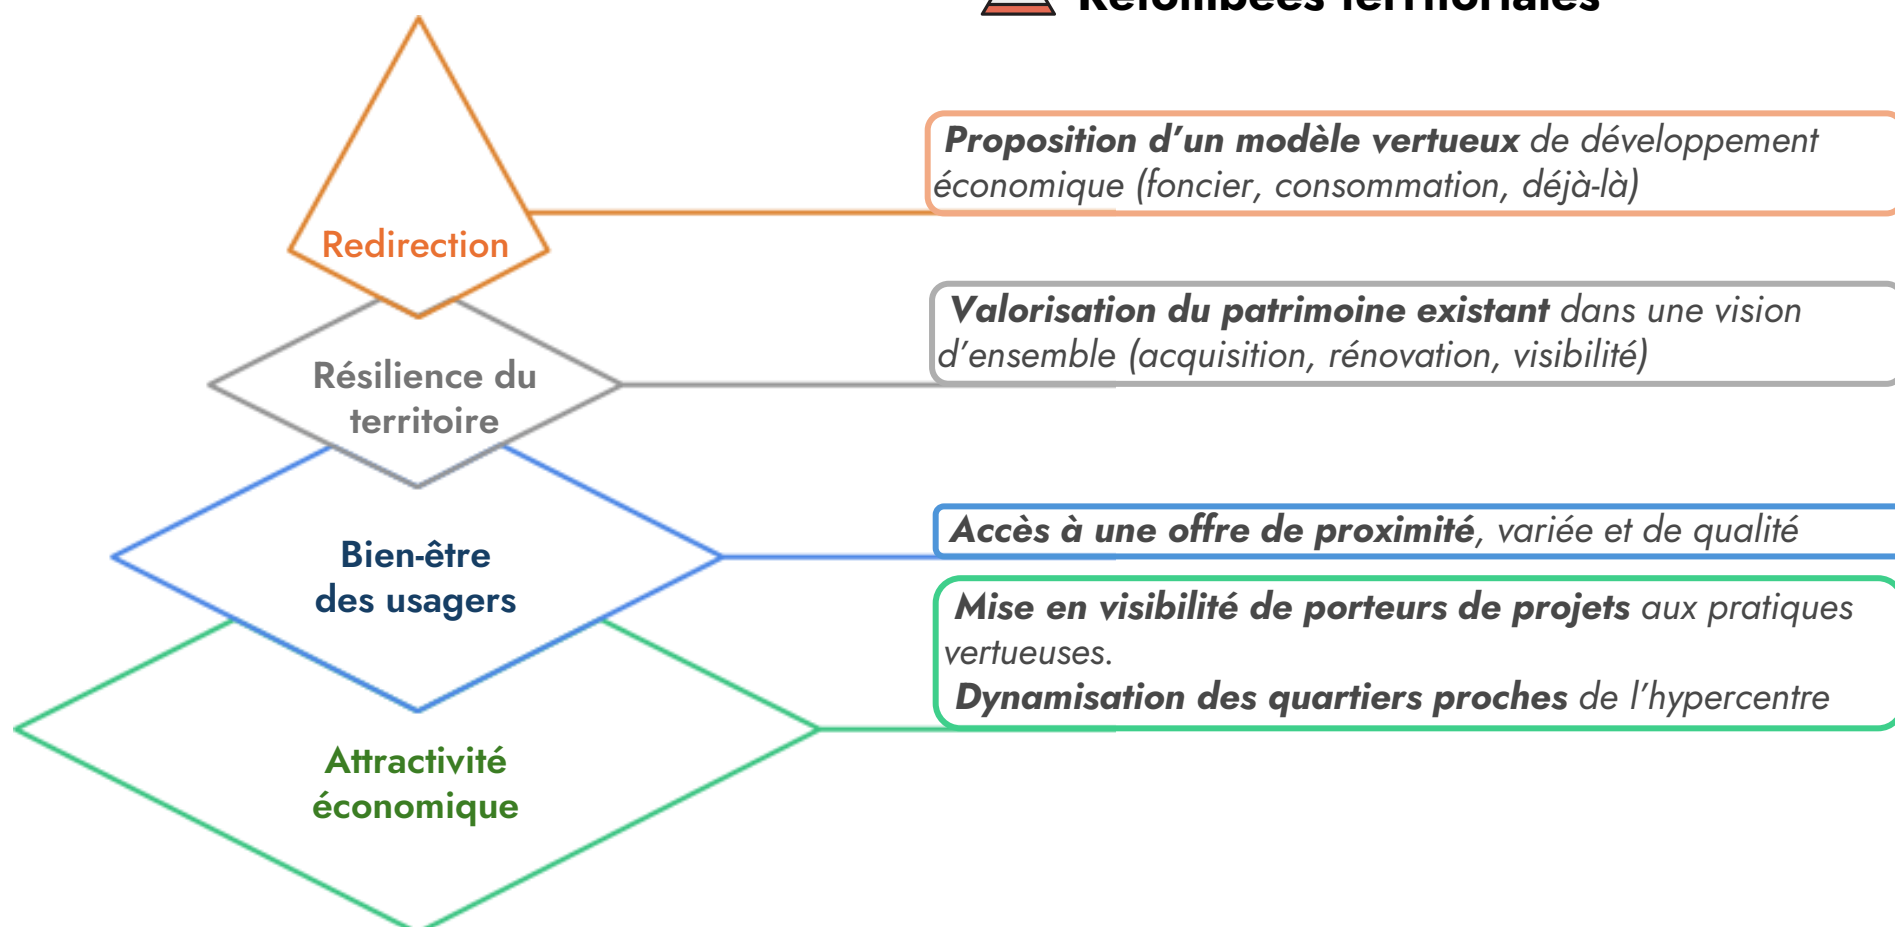 Retombées territoriales
Proposition d’un modèle vertueux de développement
économique (foncier, consommation, déjà-là)
Redirection
Valorisation du patrimoine existant dans une vision
d’ensemble (acquisition, rénovation, visibilité)
Résilience du
territoire
Accès à une offre de proximité, variée et de qualité
Bien-être
des usagers
Mise en visibilité de porteurs de projets aux pratiques
vertueuses.
Dynamisation des quartiers proches de l’hypercentre
Attractivité
économique